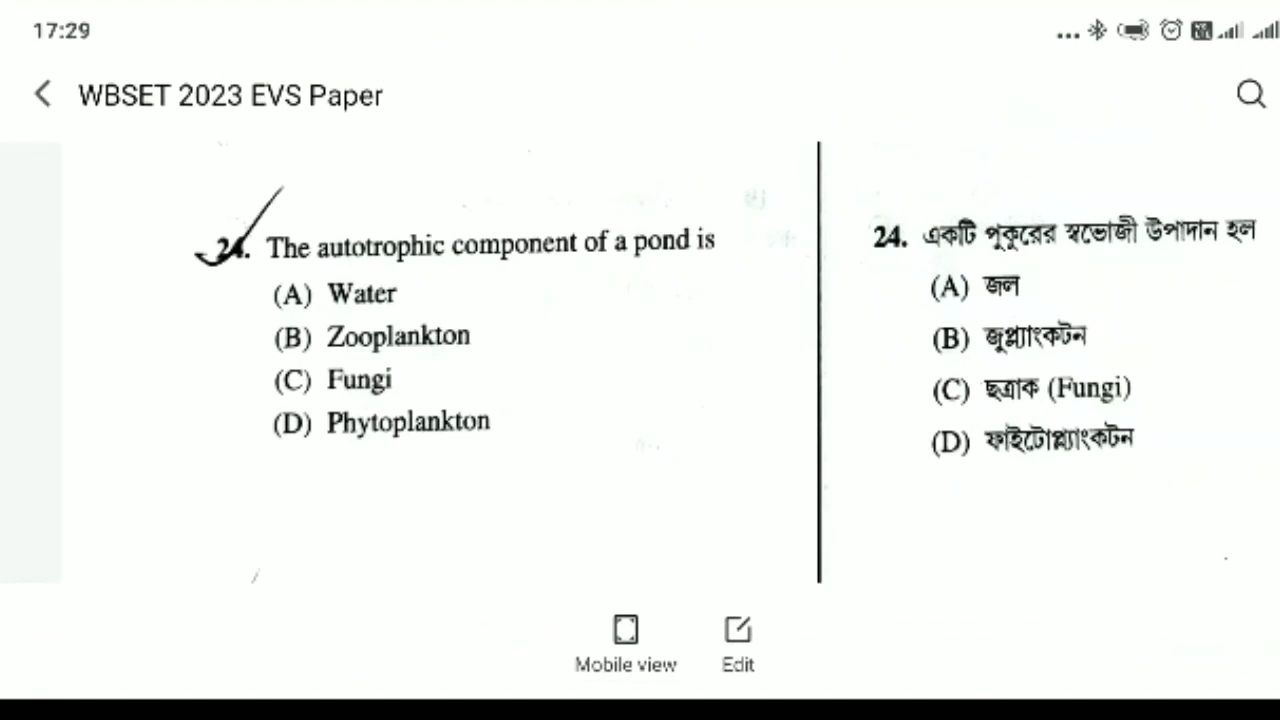 17:29
WBSET 2023 EVS Paper
24. The autotrophic component of a pond is
(A) Water
(B) Zooplankton
(C) Fungi
(D) Phytoplankton
24. একটি পুকুরের স্বভোজী উপাদান হল
(A) জল
(B) জুপ্ল্যাংকটন
(C) ছত্রাক (Fungi)
(D) ফাইটোপ্ল্যাংকটন
Mobile view
Edit